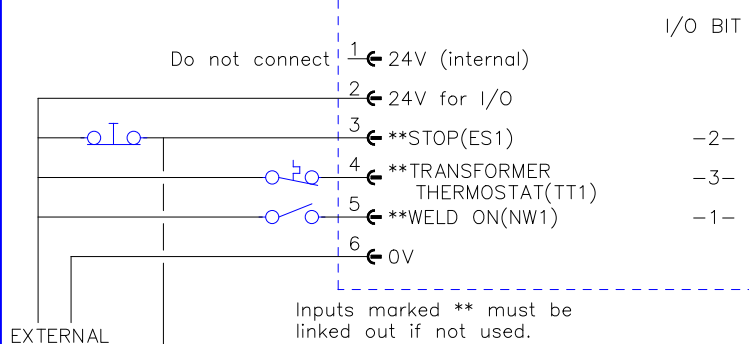 I/O BIT
Do not connect 1 24V (internal)
2 24V for I/O
3 **STOP(ES1) -2-
4 **TRANSFORMER -3-
THERMOSTAT(TT1)
5 **WELD ON(NW1) -1-
6 0V
Inputs marked ** must be
linked out if not used.
EXTERNAL